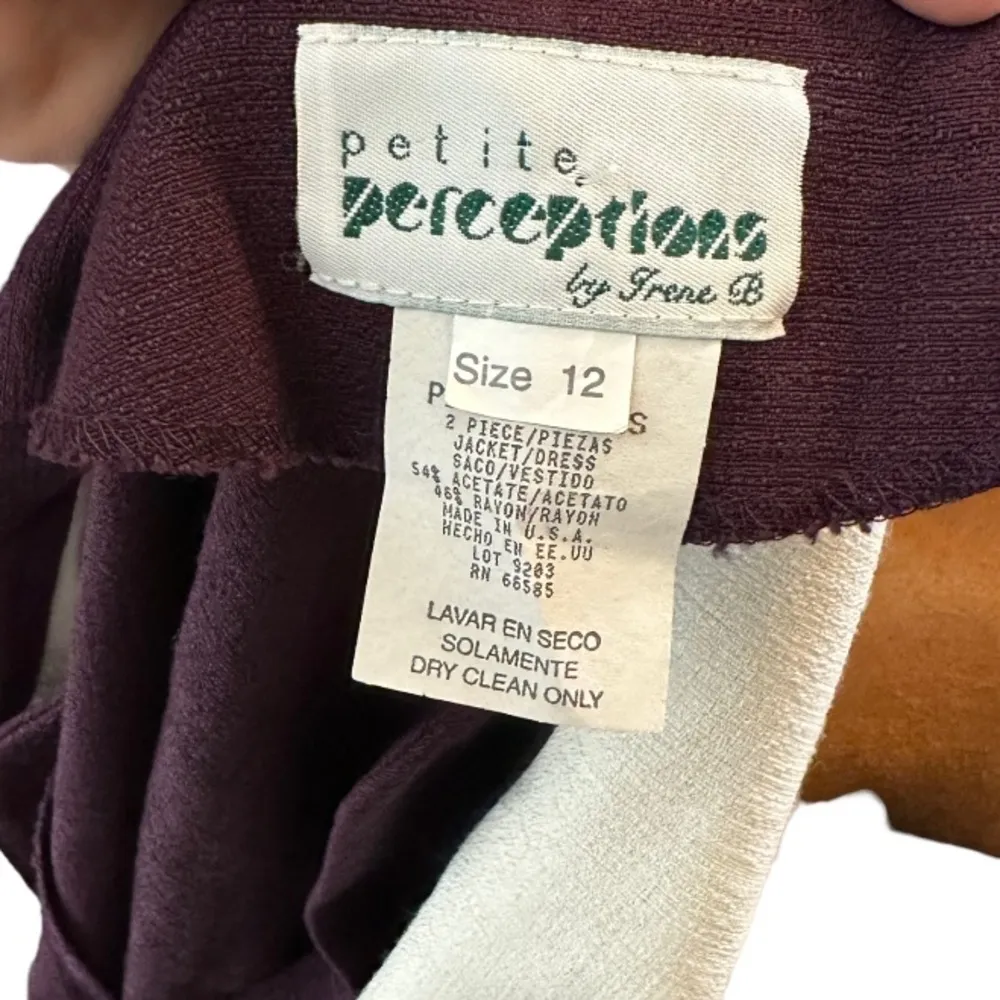 petite
perceptions
by Irene B
Size 12
P S
2 PIECE/PIEZAS
JACKET/DRESS
SACO/VESTIDO
54% ACETATE/ACETATO
46% RAYON/RAYON
MADE IN U.S.A.
HECHO EN EE.UU
LOT 9203
RN 66585
LAVAR EN SECO
SOLAMENTE
DRY CLEAN ONLY